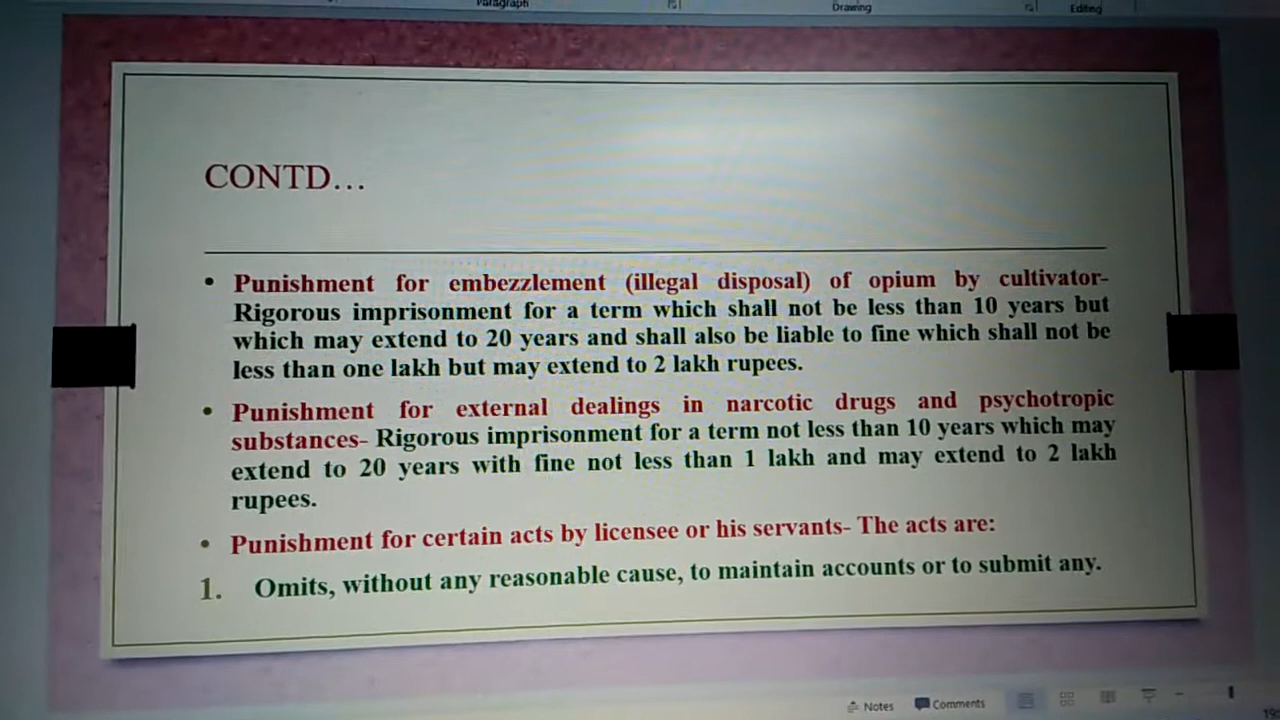 Paragraph
Drawing
Editing
CONTD...
• Punishment for embezzlement (illegal disposal) of opium by cultivator-
Rigorous imprisonment for a term which shall not be less than 10 years but
which may extend to 20 years and shall also be liable to fine which shall not be
less than one lakh but may extend to 2 lakh rupees.
• Punishment for external dealings in narcotic drugs and psychotropic
substances- Rigorous imprisonment for a term not less than 10 years which may
extend to 20 years with fine not less than 1 lakh and may extend to 2 lakh
rupees.
• Punishment for certain acts by licensee or his servants- The acts are:
1. Omits, without any reasonable cause, to maintain accounts or to submit any.
Notes
Comments